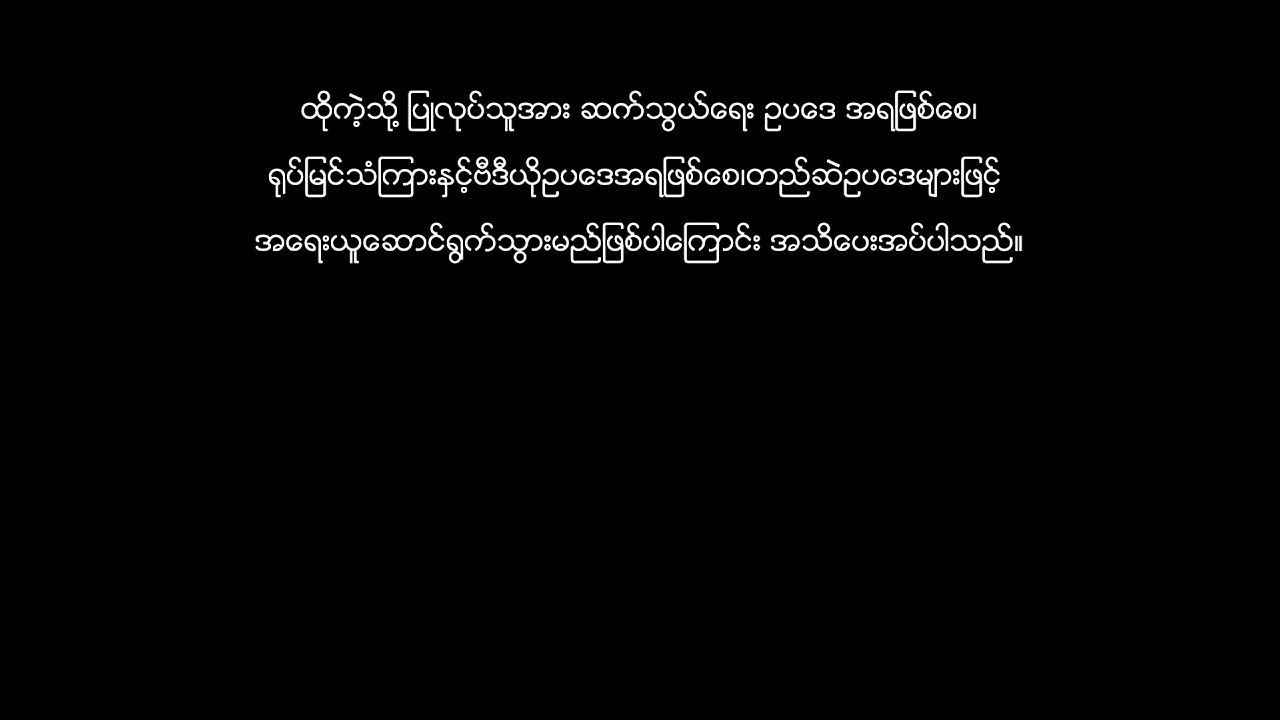 ထိုကဲ့သို့ ပြုလုပ်သူအား ဆက်သွယ်ရေး ဥပဒေ အရဖြစ်စေ၊
ရုပ်မြင်သံကြားနှင့်ဗီဒီယိုဥပဒေအရဖြစ်စေ၊တည်ဆဲဥပဒေများဖြင့်
အရေးယူဆောင်ရွက်သွားမည်ဖြစ်ပါကြောင်း အသိပေးအပ်ပါသည်။